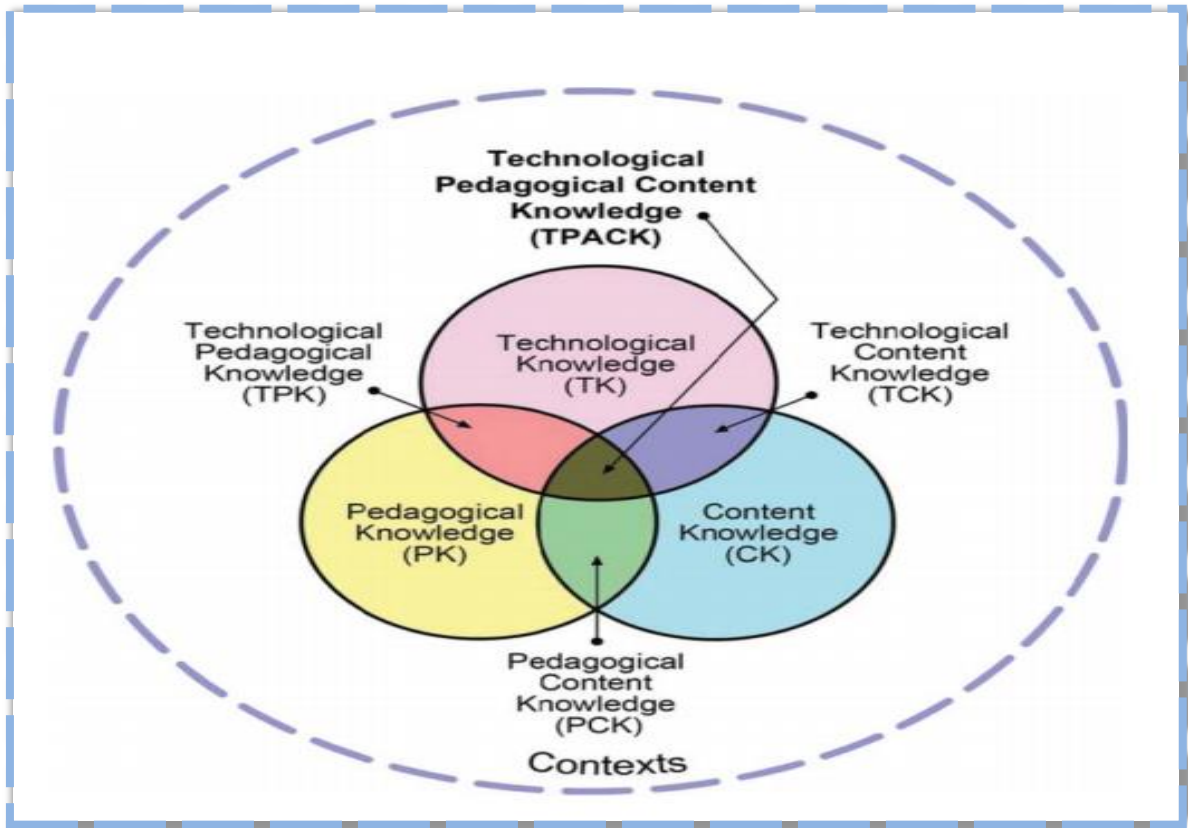 Technological
Pedagogical Content
Knowledge
(TPACK)
Technological
Pedagogical
Knowledge
(TPK)
Technological
Knowledge
(TK)
Technological
Content
Knowledge
(TCK)
Pedagogical
Knowledge
(PK)
Content
Knowledge
(CK)
Pedagogical
Content
Knowledge
(PCK)
Contexts